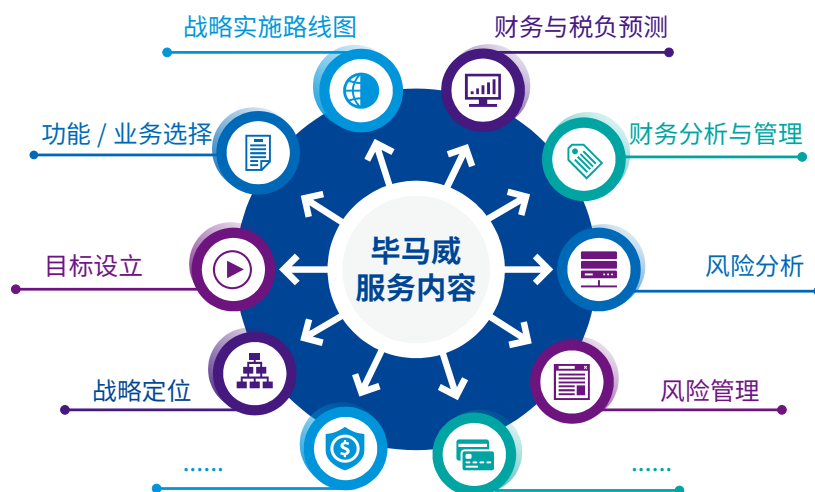 战略实施路线图
财务与税负预测
功能 / 业务选择
财务分析与管理
毕马威
服务内容
目标设立
风险分析
战略定位
风险管理
......
......